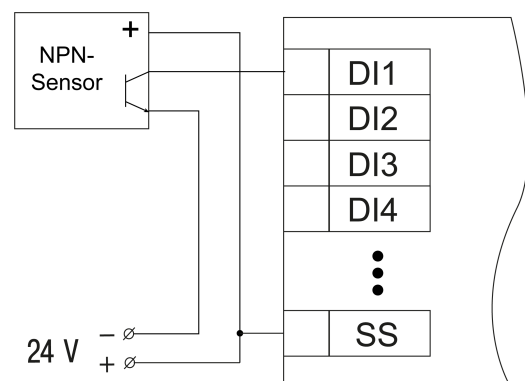 +
NPN-
Sensor
DI1
DI2
DI3
DI4
SS
24 V
−
+